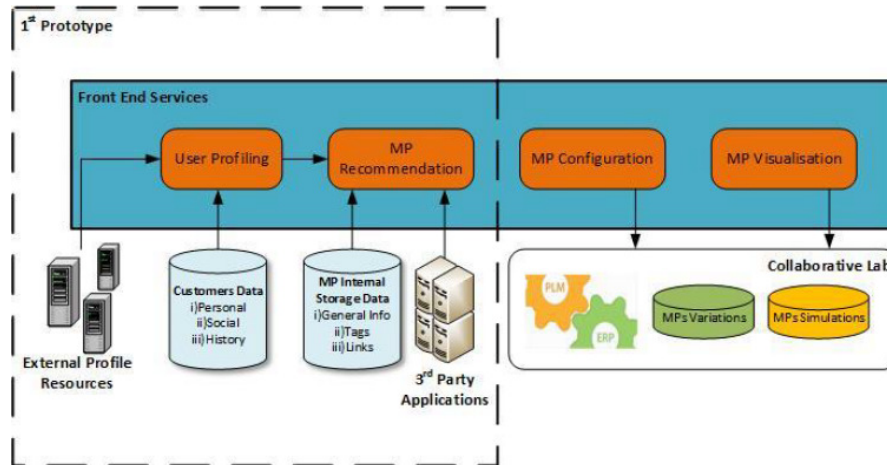 1st Prototype
Front End Services
User Profiling
MP
Recommendation
MP Configuration
MP Visualisation
Customers Data
i)Personal
ii)Social
iii)History
MP Internal
Storage Data
i)General Info
ii)Tags
iii)Links
External Profile
Resources
3rd Party
Applications
Collaborative Lab
PLM
ERP
MPs Variations
MPs Simulations